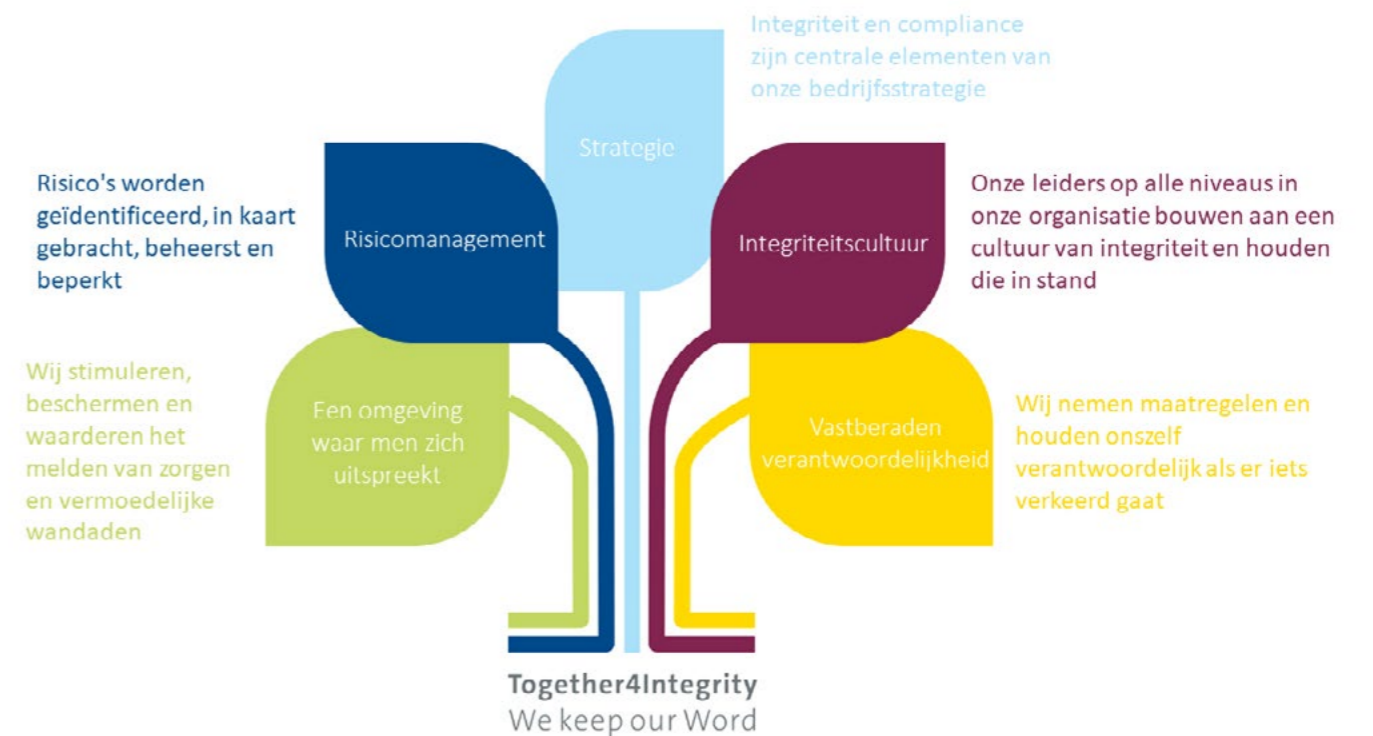 Integriteit en compliance
zijn centrale elementen van
onze bedrijfsstrategie
Strategie
Risico's worden
geïdentificeerd, in kaart
gebracht, beheerst en
beperkt
Risicomanagement
Integriteitscultuur
Onze leiders op alle niveaus in
onze organisatie bouwen aan een
cultuur van integriteit en houden
die in stand
Wij stimuleren,
beschermen en
waarderen het
melden van zorgen
en vermoedelijke
wandaden
Een omgeving
waar men zich
uitspreekt
Vastberaden
verantwoordelijkheid
Wij nemen maatregelen en
houden onszelf
verantwoordelijk als er iets
verkeerd gaat
Together4Integrity
We keep our Word